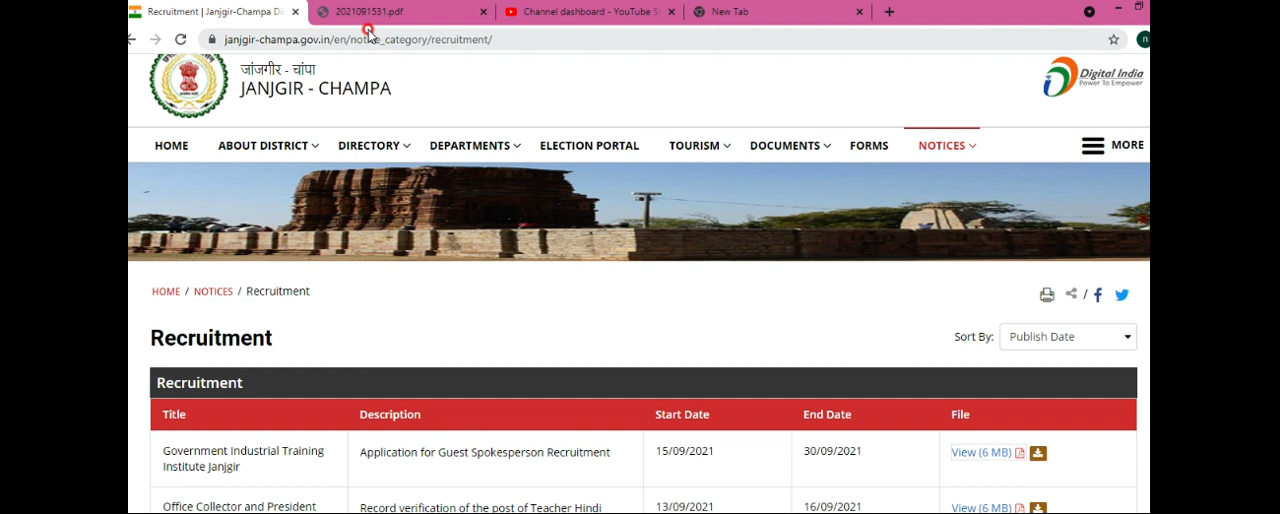 Recruitment | Janjgir-Champa Di
2021091531.pdf
Channel dashboard - YouTube S
New Tab
janjgir-champa.gov.in/en/notice_category/recruitment/
n
जांजगीर - चांपा
JANJGIR - CHAMPA
Digital India
Power To Empower
HOME ABOUT DISTRICT DIRECTORY DEPARTMENTS ELECTION PORTAL TOURISM DOCUMENTS FORMS NOTICES MORE
HOME / NOTICES / Recruitment
/
Recruitment
Sort By: Publish Date
Recruitment
Title Description Start Date End Date File
Government Industrial Training Institute Janjgir Application for Guest Spokesperson Recruitment 15/09/2021 30/09/2021 View (6 MB)
Office Collector and President Record verification of the post of Teacher Hindi 13/09/2021 16/09/2021 View (6 MB)